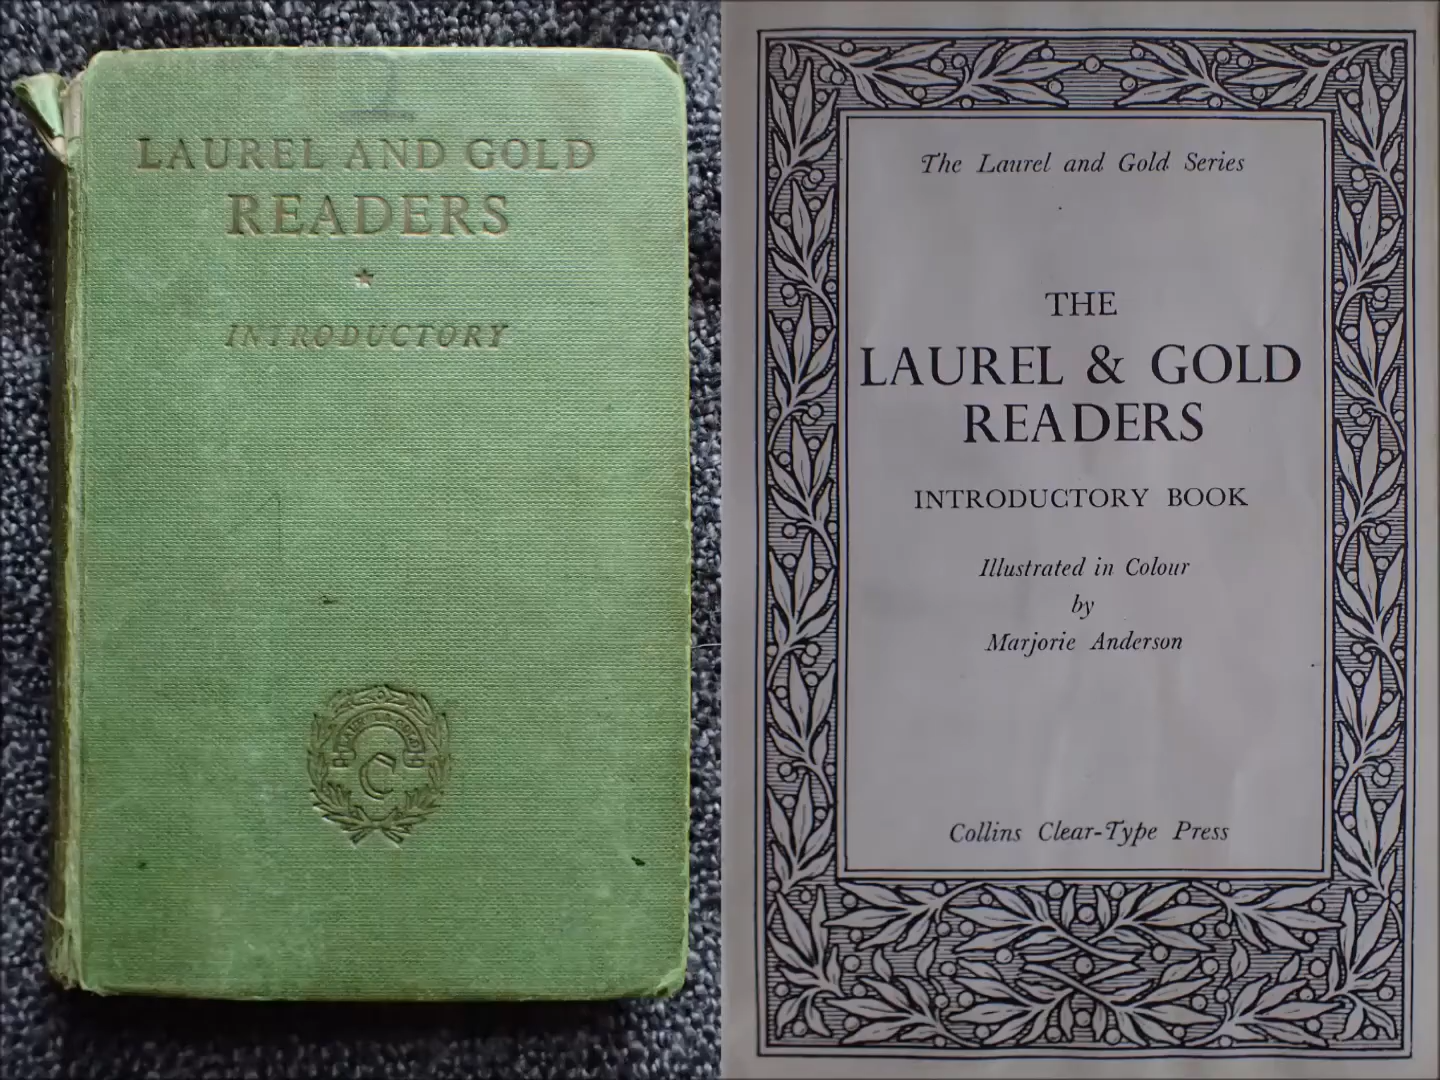 LAUREL AND GOLD
READERS
INTRODUCTORY
C
The Laurel and Gold Series
THE
LAUREL & GOLD
READERS
INTRODUCTORY BOOK
Illustrated in Colour
by
Marjorie Anderson
Collins Clear-Type Press